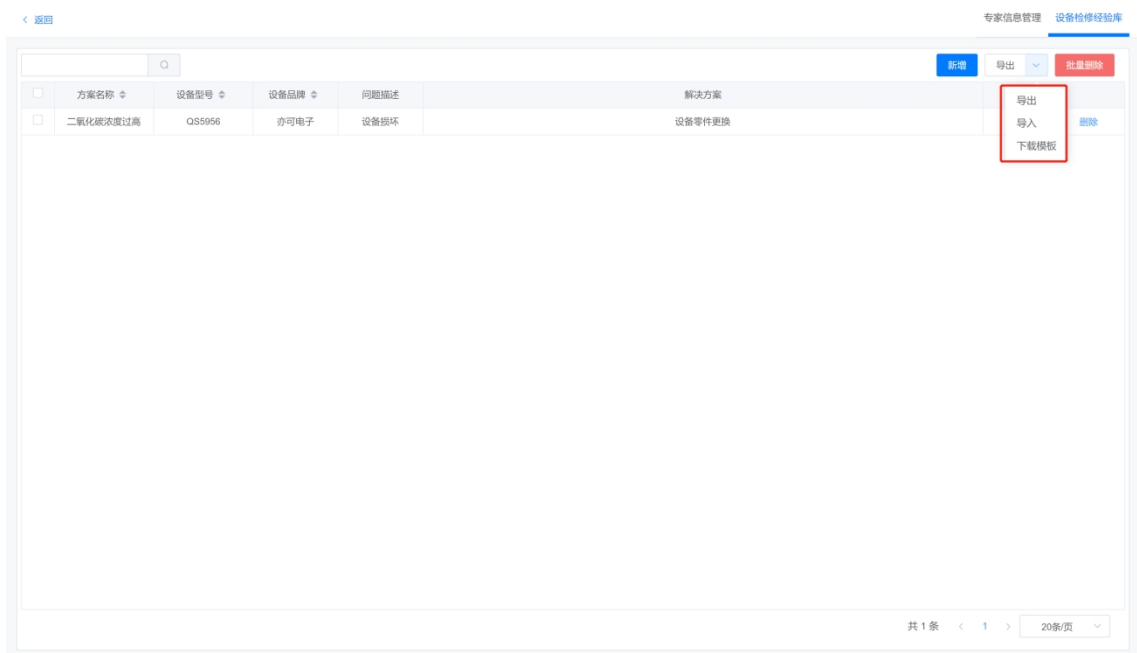 返回 专家信息管理 设备检修经验库
新增 导出 批量删除
方案名称 设备型号 设备品牌 问题描述 解决方案
导出
二氧化碳浓度过高 QS5956 亦可电子 设备损坏 设备零件更换 导入 删除
下载模板
共 1 条 1 20条/页